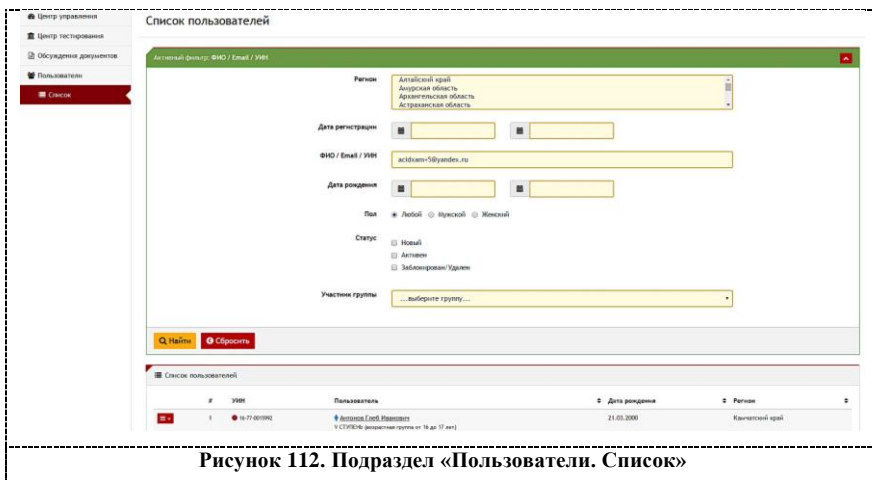 Центр управления
Список пользователей
Центр тестирования
Обсуждения документов
Активный фильтр: ФИО / Email / УИН
Пользователи
Список
Регион
Алтайский край
Амурская область
Архангельская область
Астраханская область
Дата регистрации
ФИО / Email / УИН
acidxam+5@yandex.ru
Дата рождения
Пол
Любой Мужской Женский
Статус
Новый
Активен
Заблокирован/Удален
Участник группы
...выберите группу...
Найти Сбросить
Список пользователей
# УИН Пользователь Дата рождения Регион
1 16-77-0015992 Антонов Глеб Иванович 21.03.2000 Камчатский край
V СТУПЕНЬ (возрастная группа от 16 до 17 лет)
Рисунок 112. Подраздел «Пользователи. Список»